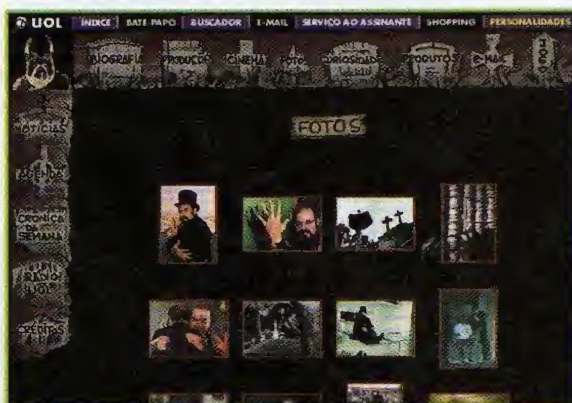 UOL ÍNDICE BATE-PAPO BUSCADOR E-MAIL SERVIÇO AO ASSINANTE SHOPPING PERSONALIDADES
BIOGRAFIA PRODUÇÃO CINEMA FOTOS CURIOSIDADES PRODUTOS E-MAIL
FOTOS
NOTÍCIAS
AGENDA
CRÔNICA
DA
SEMANA
RÁDIO
UOL
CRÉDITOS